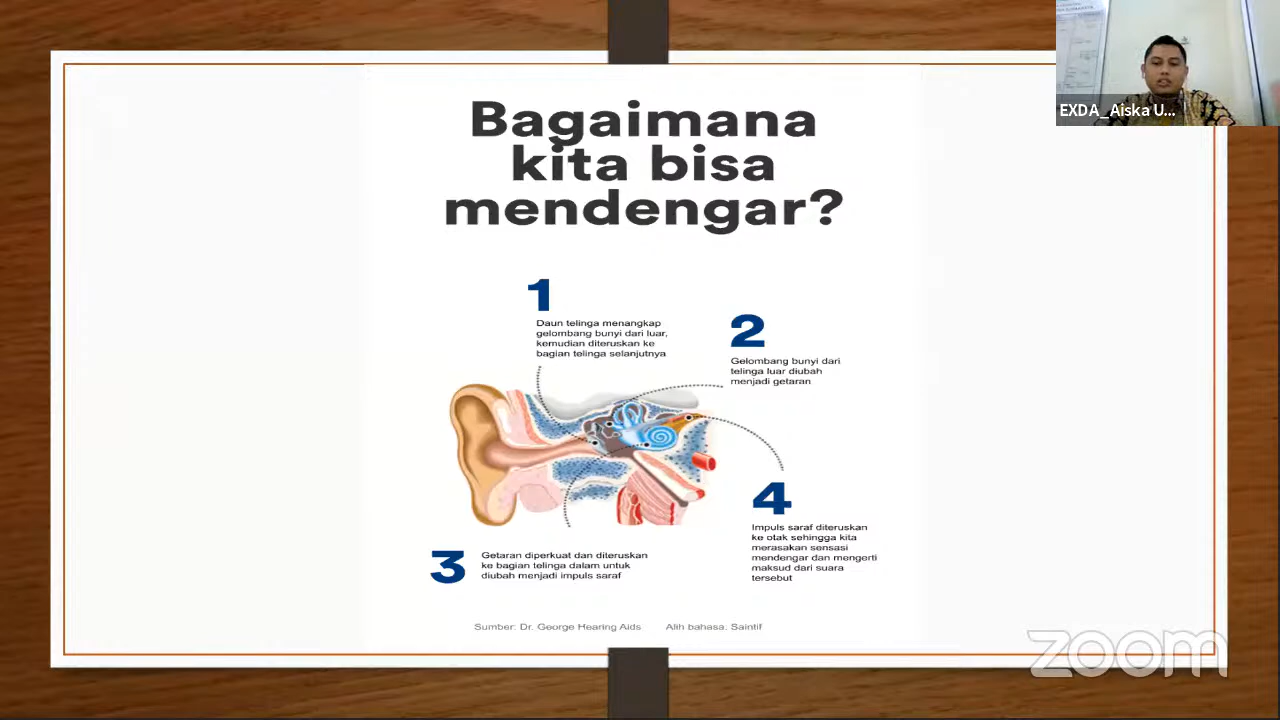 Bagaimana
kita bisa
mendengar?
1
Daun telinga menangkap
gelombang bunyi dari luar,
kemudian diteruskan ke
bagian telinga selanjutnya
2
Gelombang bunyi dari
telinga luar diubah
menjadi getaran
3
Getaran diperkuat dan diteruskan
ke bagian telinga dalam untuk
diubah menjadi impuls saraf
4
Impuls saraf diteruskan
ke otak sehingga kita
merasakan sensasi
mendengar dan mengerti
maksud dari suara
tersebut
Sumber: Dr. George Hearing Aids
Alih bahasa: Saintif
EXDA_Aiska U...
zoom